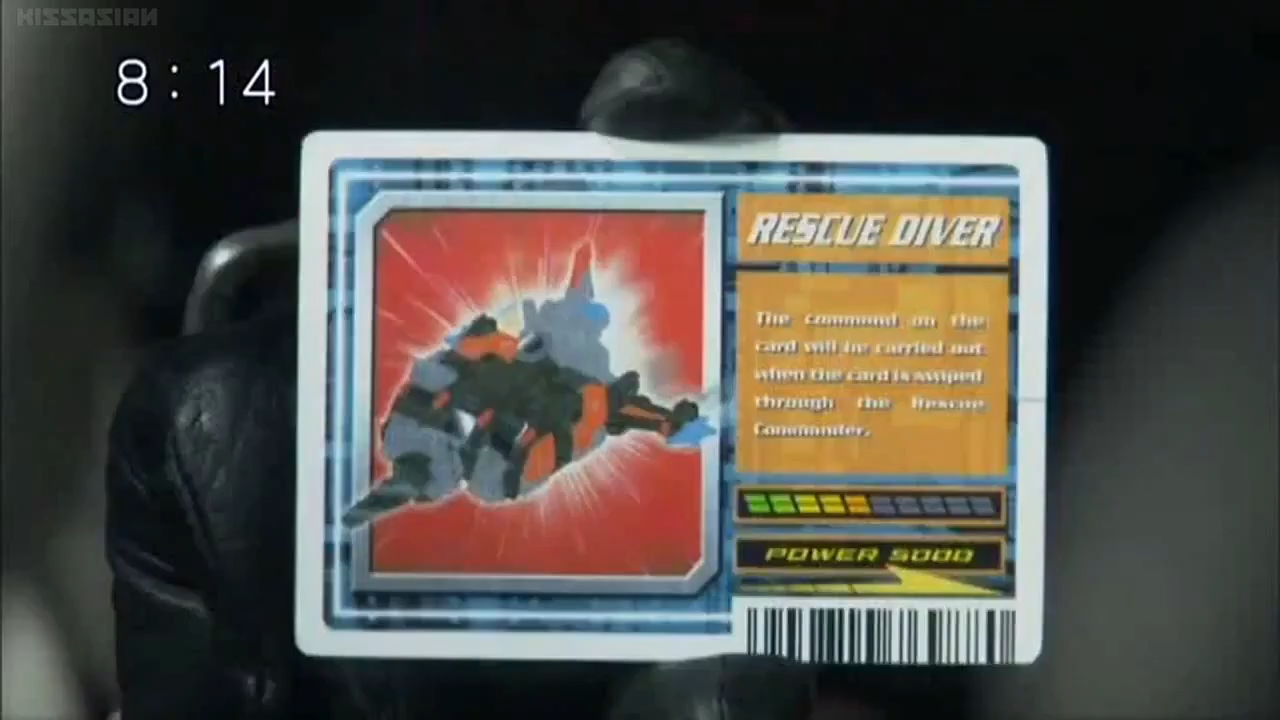 KISSASIAN
8:14
RESCUE DIVER
The command on the
card will be carried out
when the card is swiped
through the Rescue
Commander.
POWER 5000